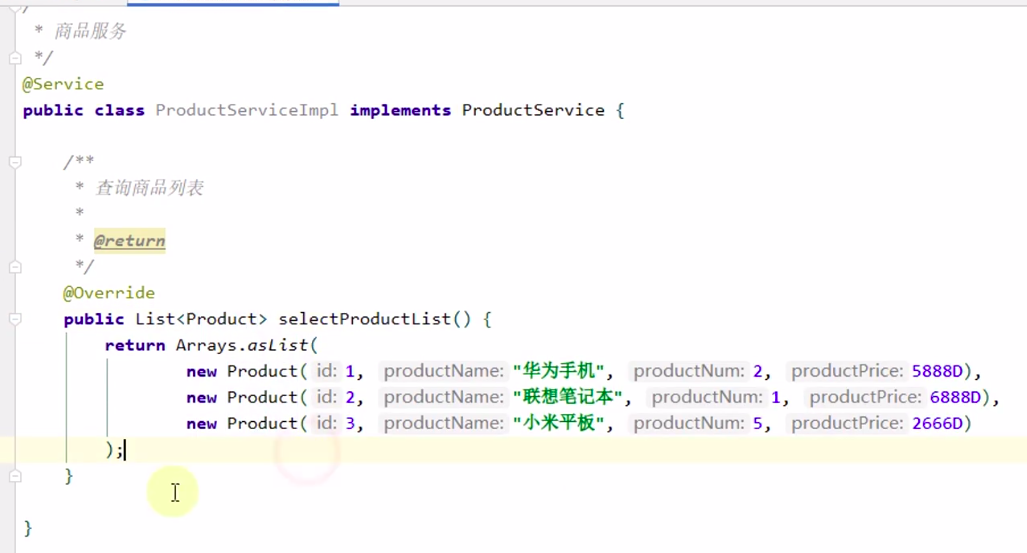 /
* 商品服务
*/
@Service
public class ProductServiceImpl implements ProductService {
/**
* 查询商品列表
*
* @return
*/
@Override
public List<Product> selectProductList() {
return Arrays.asList(
new Product( id: 1, productName: "华为手机", productNum: 2, productPrice: 5888D),
new Product( id: 2, productName: "联想笔记本", productNum: 1, productPrice: 6888D),
new Product( id: 3, productName: "小米平板", productNum: 5, productPrice: 2666D)
);
}
}